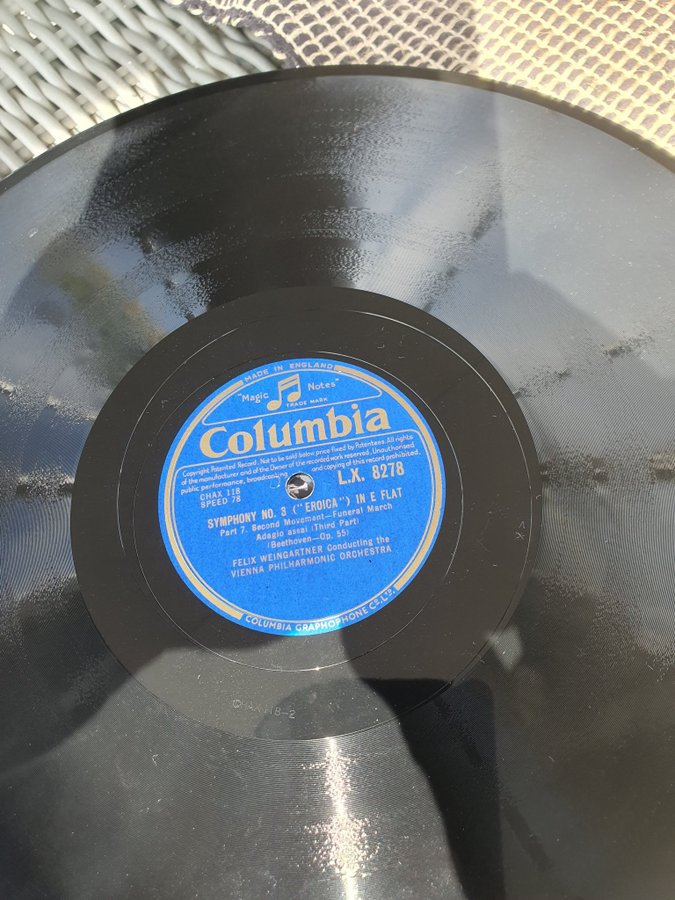 MADE IN ENGLAND
"Magic Notes"
TRADE MARK
Columbia
Copyright Patented Record. Not to be sold below price fixed by Patentees. All rights
of the manufacturer and of the Owner of the recorded work reserved. Unauthorised
public performance, broadcasting and copying of this record prohibited.
CHAX 118
SPEED 78
L.X. 8278
SYMPHONY NO. 3 ("EROICA") IN E FLAT
Part 7. Second Movement—Funeral March
Adagio assai (Third Part)
(Beethoven—Op. 55)
FELIX WEINGARTNER Conducting the
VIENNA PHILHARMONIC ORCHESTRA
COLUMBIA GRAPHOPHONE CO. LTD.
CHAX118-2